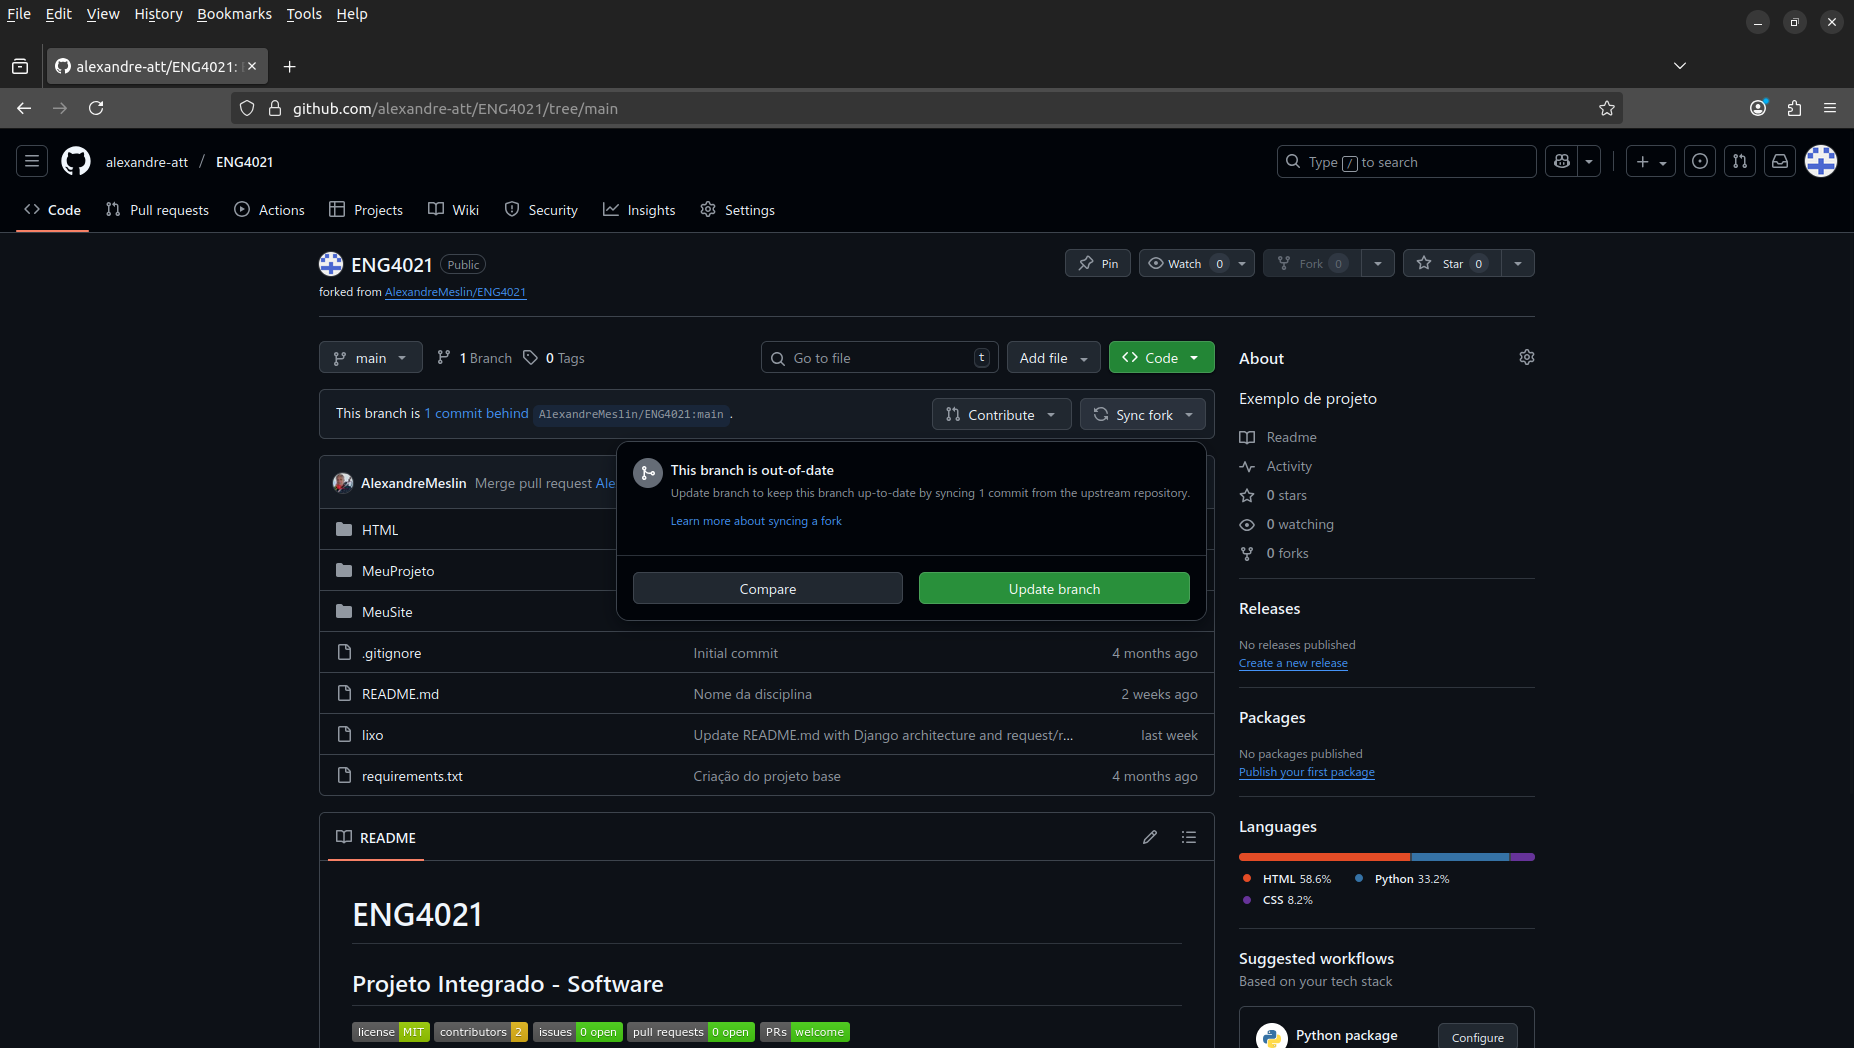 File Edit View History Bookmarks Tools Help
alexandre-att/ENG4021:
github.com/alexandre-att/ENG4021/tree/main
alexandre-att / ENG4021
Type / to search
Code Pull requests Actions Projects Wiki Security Insights Settings
ENG4021 Public
Pin Watch 0 Fork 0 Star 0
forked from AlexandreMeslin/ENG4021
main 1 Branch 0 Tags
Go to file t Add file Code
This branch is 1 commit behind AlexandreMeslin/ENG4021:main .
Contribute Sync fork
This branch is out-of-date
Update branch to keep this branch up-to-date by syncing 1 commit from the upstream repository.
Learn more about syncing a fork
Compare Update branch
AlexandreMeslin Merge pull request Ale
HTML
MeuProjeto
MeuSite
.gitignore Initial commit 4 months ago
README.md Nome da disciplina 2 weeks ago
lixo Update README.md with Django architecture and request/r... last week
requirements.txt Criação do projeto base 4 months ago
README
ENG4021
Projeto Integrado - Software
license MIT contributors 2 issues 0 open pull requests 0 open PRs welcome
About
Exemplo de projeto
Readme
Activity
0 stars
0 watching
0 forks
Releases
No releases published
Create a new release
Packages
No packages published
Publish your first package
Languages
HTML 58.6% Python 33.2%
CSS 8.2%
Suggested workflows
Based on your tech stack
Python package Configure